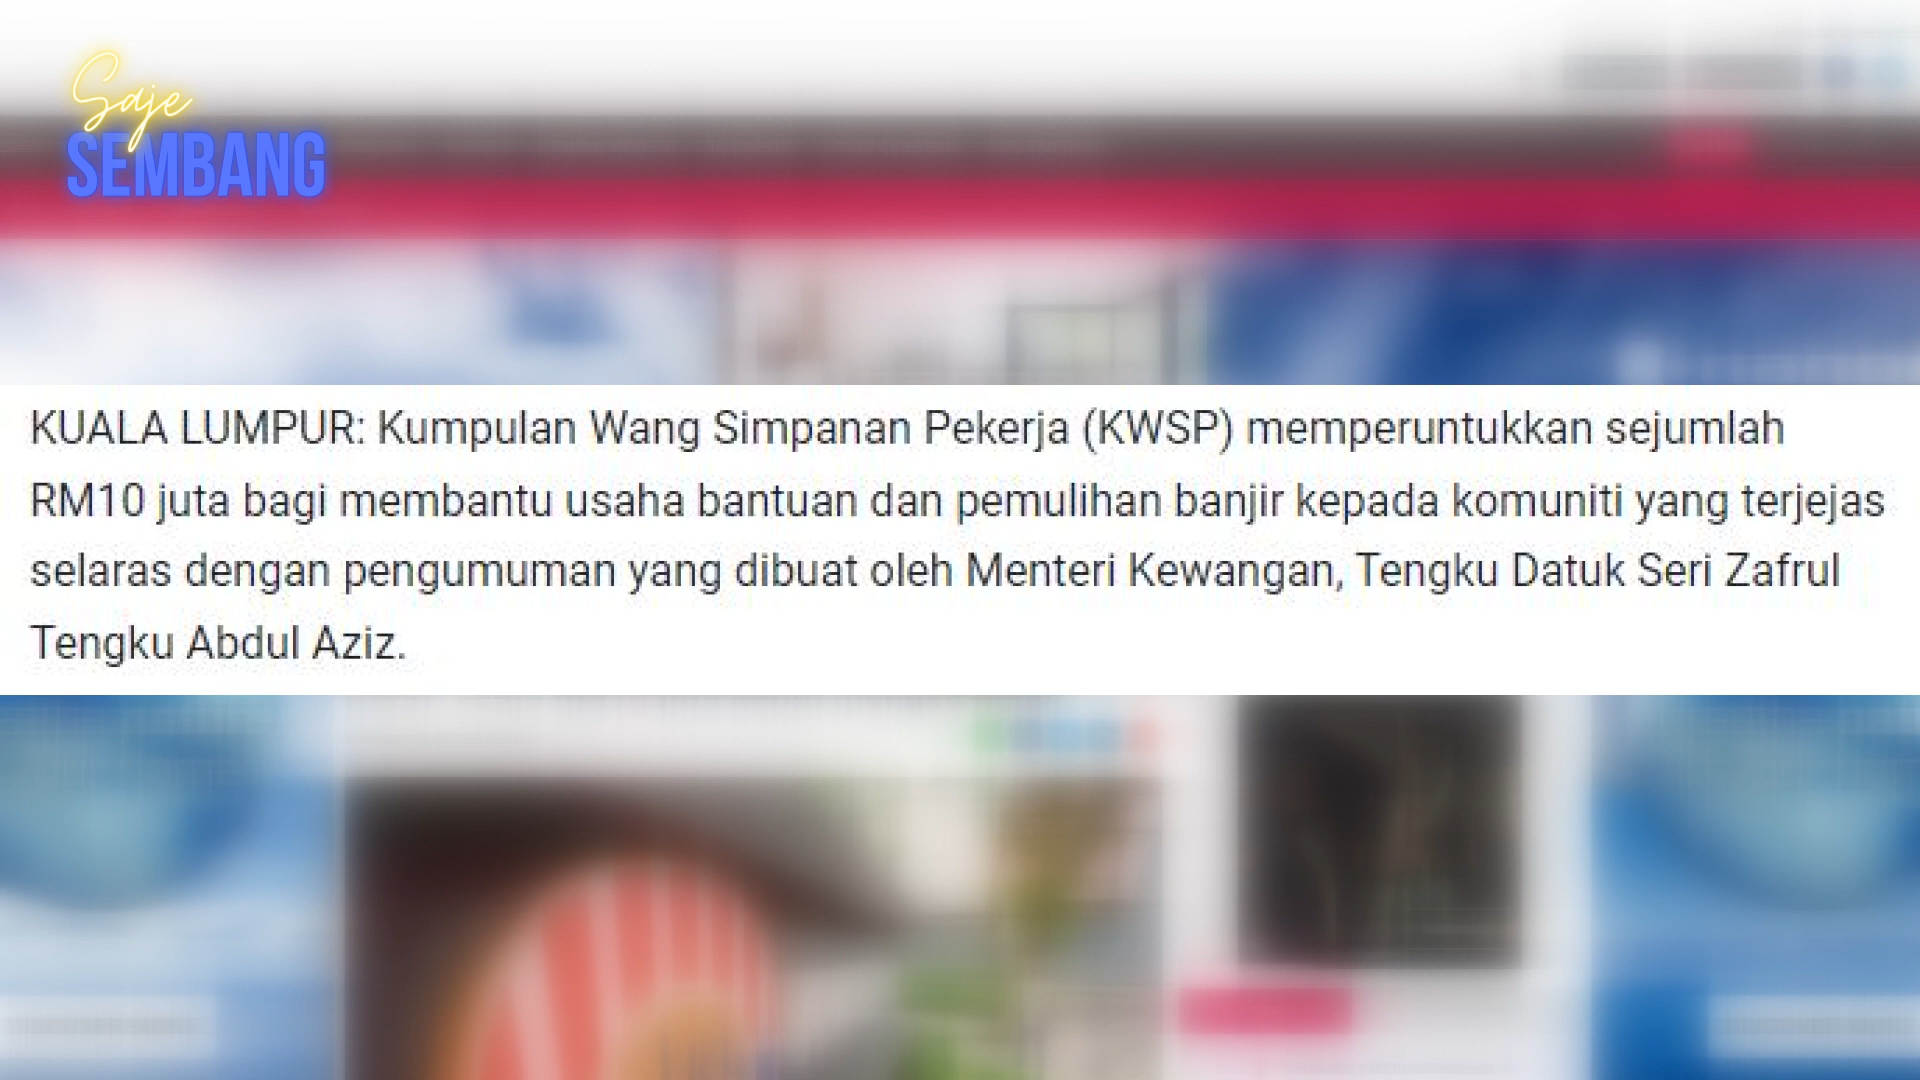 Saje
SEMBANG
KUALA LUMPUR: Kumpulan Wang Simpanan Pekerja (KWSP) memperuntukkan sejumlah
RM10 juta bagi membantu usaha bantuan dan pemulihan banjir kepada komuniti yang terjejas
selaras dengan pengumuman yang dibuat oleh Menteri Kewangan, Tengku Datuk Seri Zafrul
Tengku Abdul Aziz.